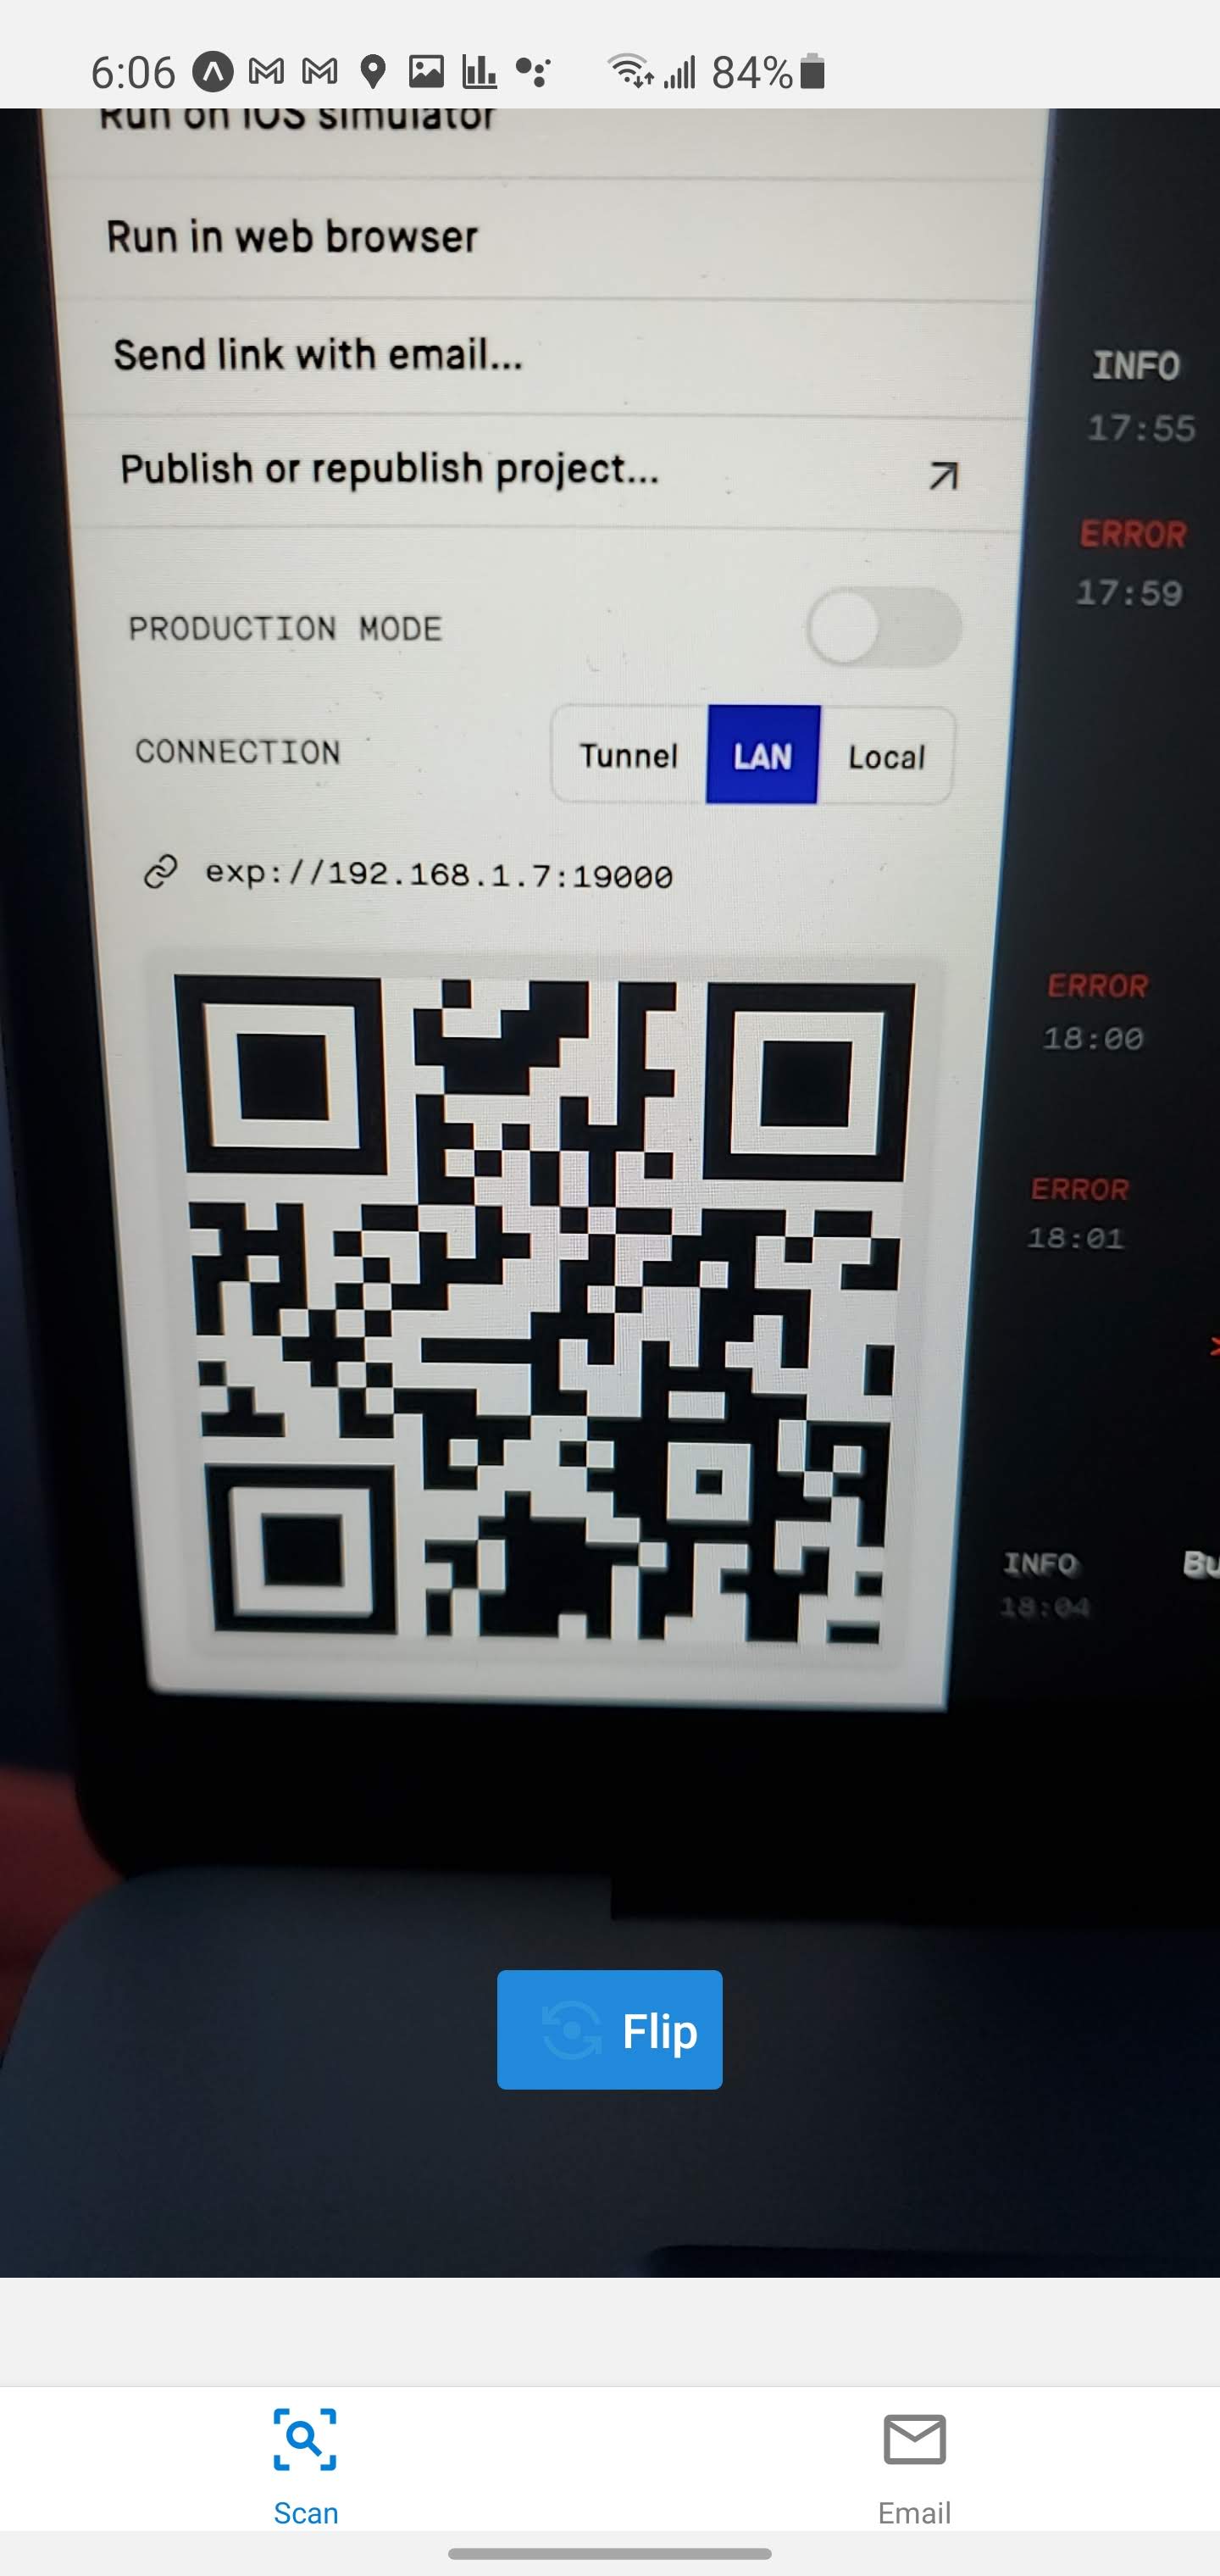 6:06 84%
Run on iOS simulator
Run in web browser
Send link with email...
Publish or republish project...
PRODUCTION MODE
CONNECTION
Tunnel
LAN
Local
exp://192.168.1.7:19000
INFO
17:55
ERROR
17:59
ERROR
18:00
ERROR
18:01
>
INFO
18:04
Bu
Flip
Scan
Email